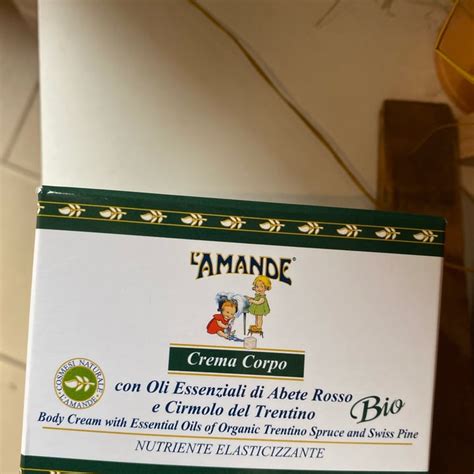 L'AMANDE®
Crema Corpo
con Oli Essenziali di Abete Rosso
e Cirmolo del Trentino
Bio
Body Cream with Essential Oils of Organic Trentino Spruce and Swiss Pine
NUTRIENTE ELASTICIZZANTE
COSMESI NATURALE
L'AMANDE